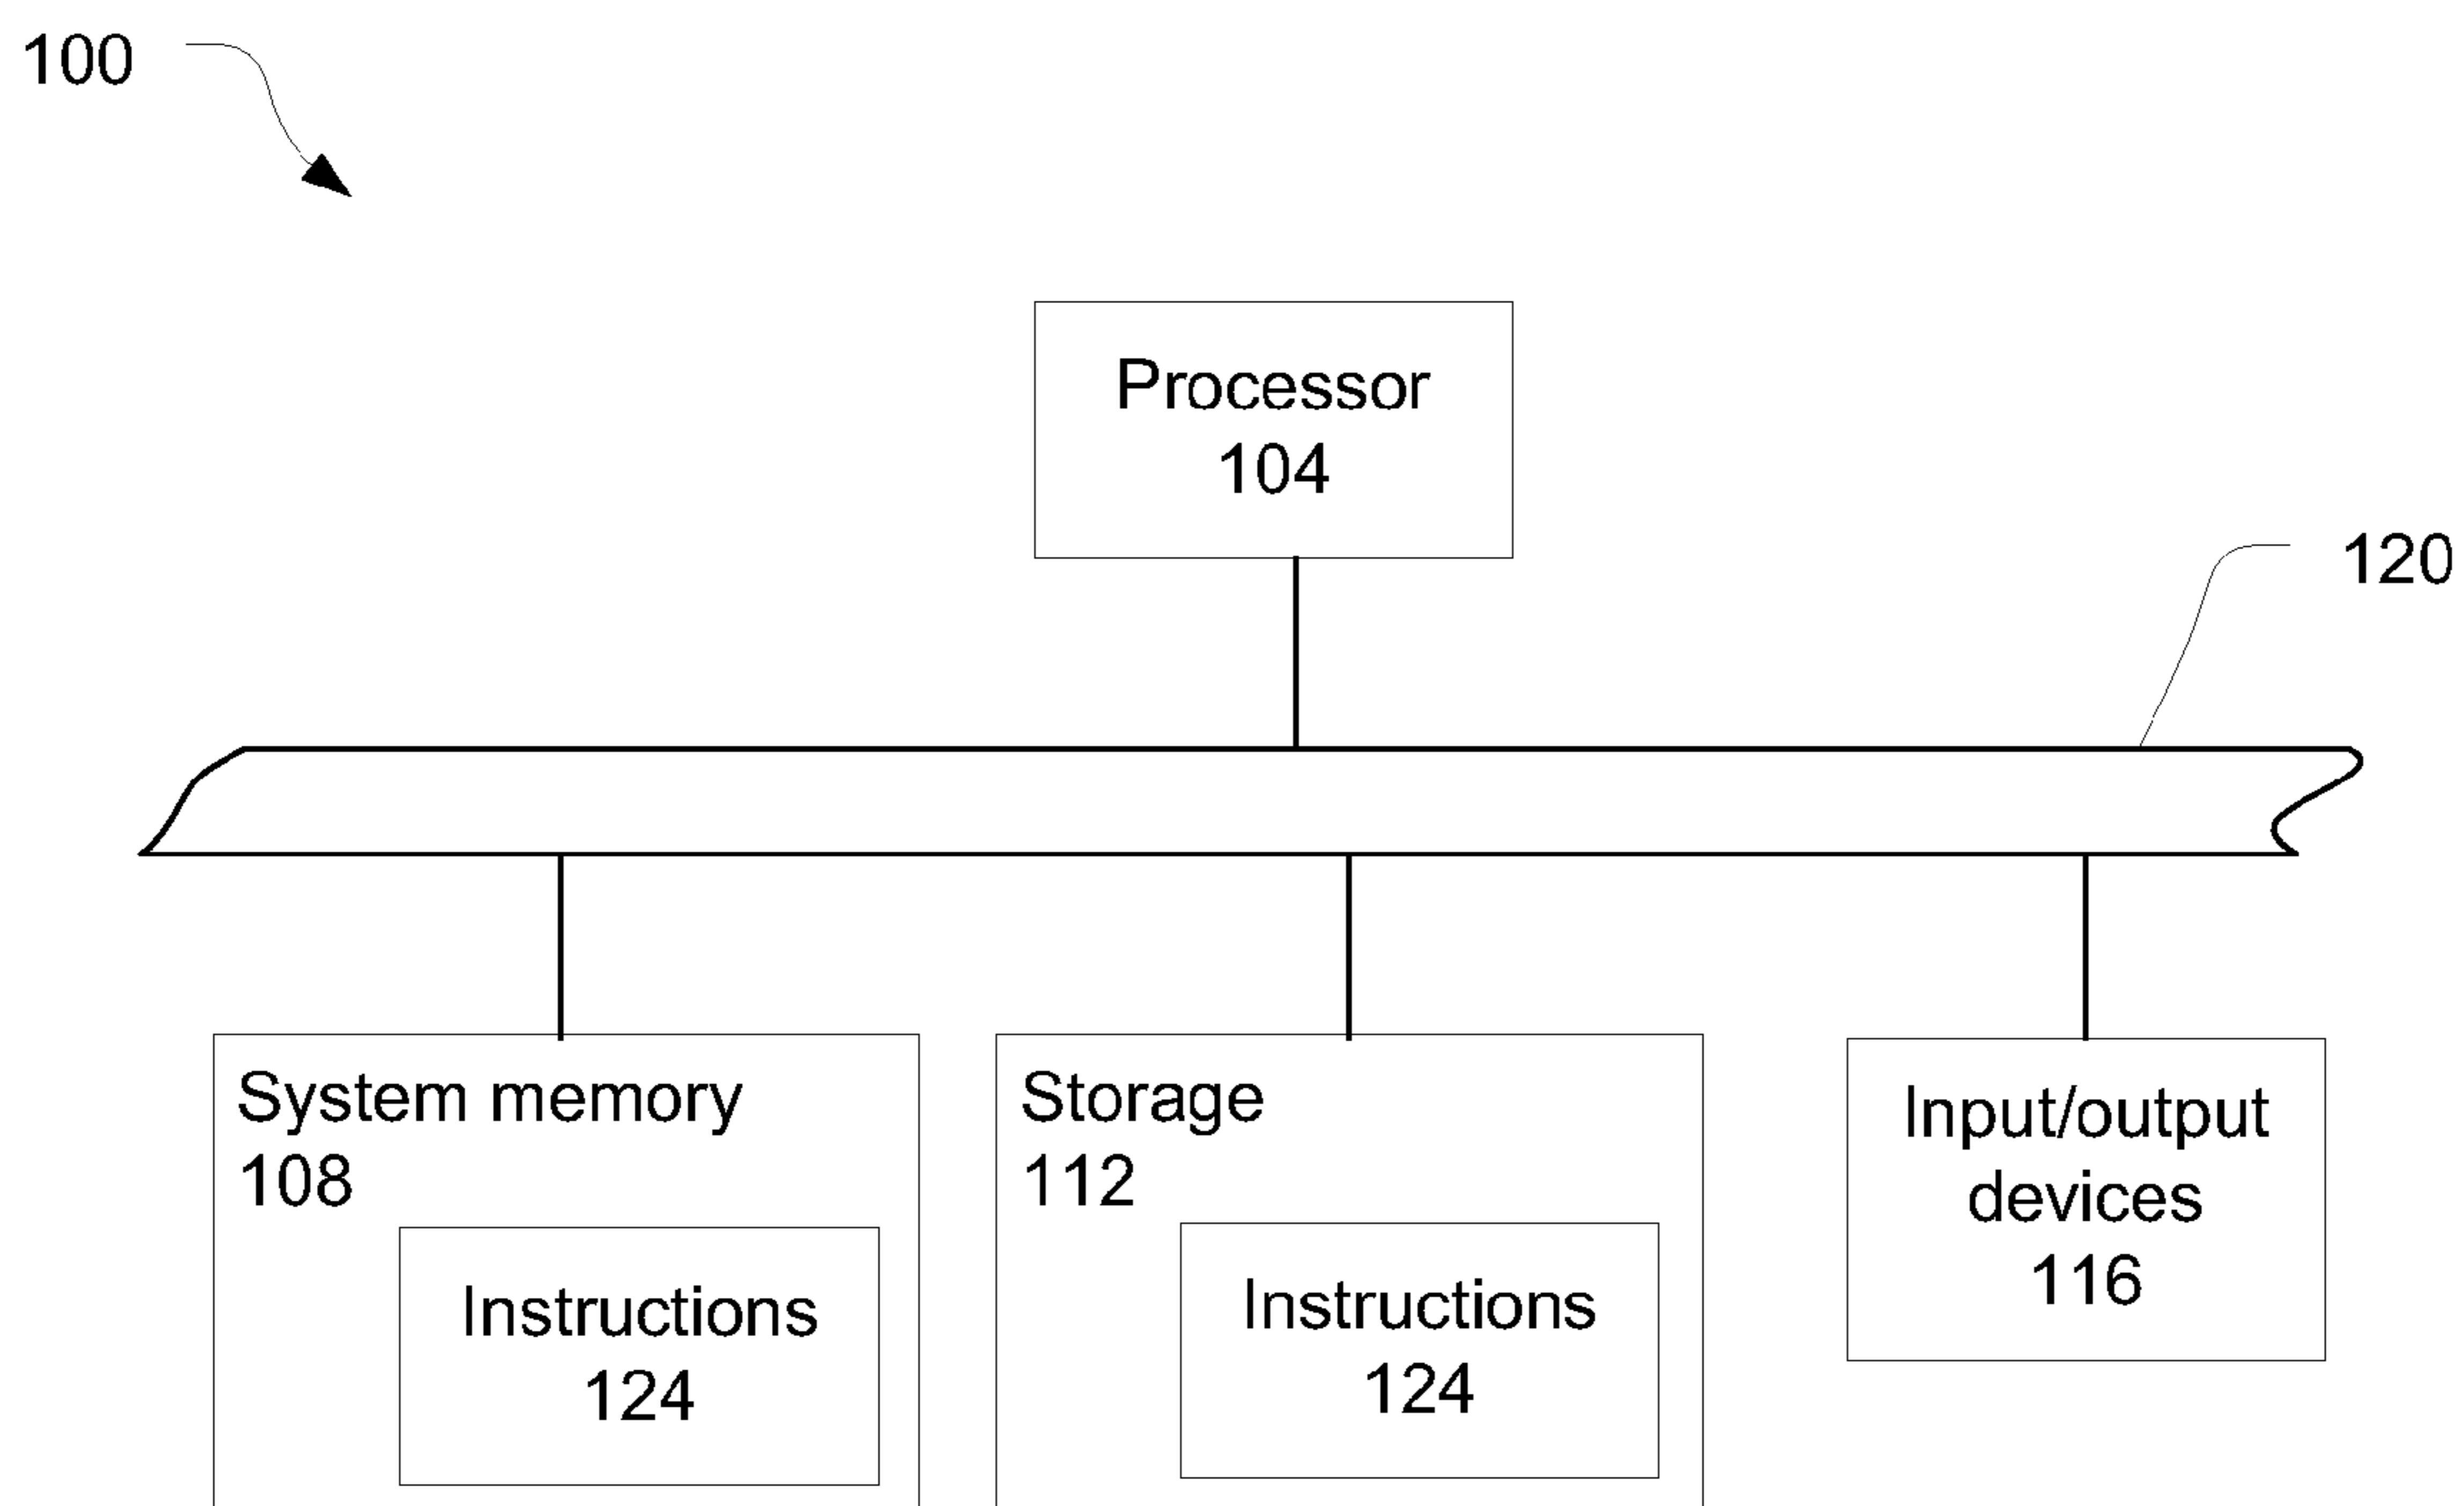 100
Processor
104
120
System memory
108
Instructions
124
Storage
112
Instructions
124
Input/output
devices
116